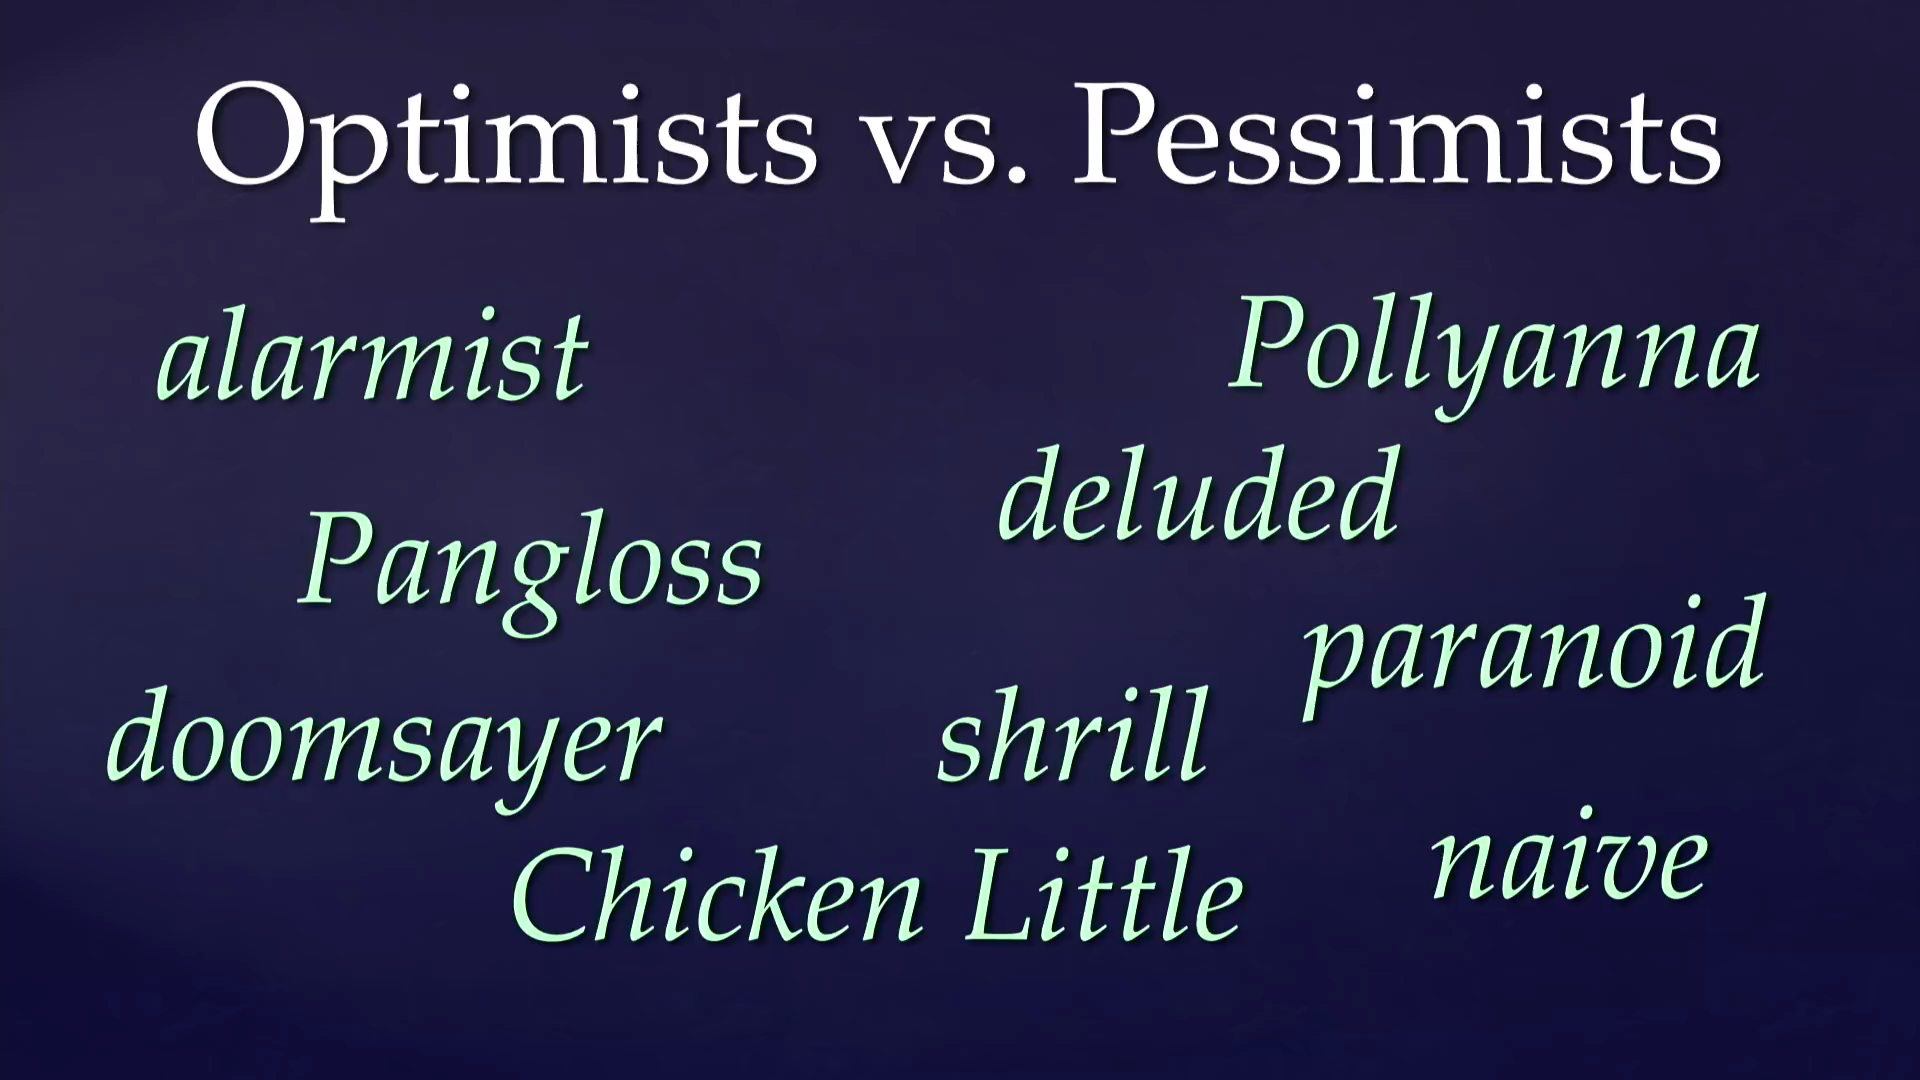 Optimists vs. Pessimists
alarmist
Pollyanna
deluded
Pangloss
paranoid
doomsayer
shrill
naive
Chicken Little